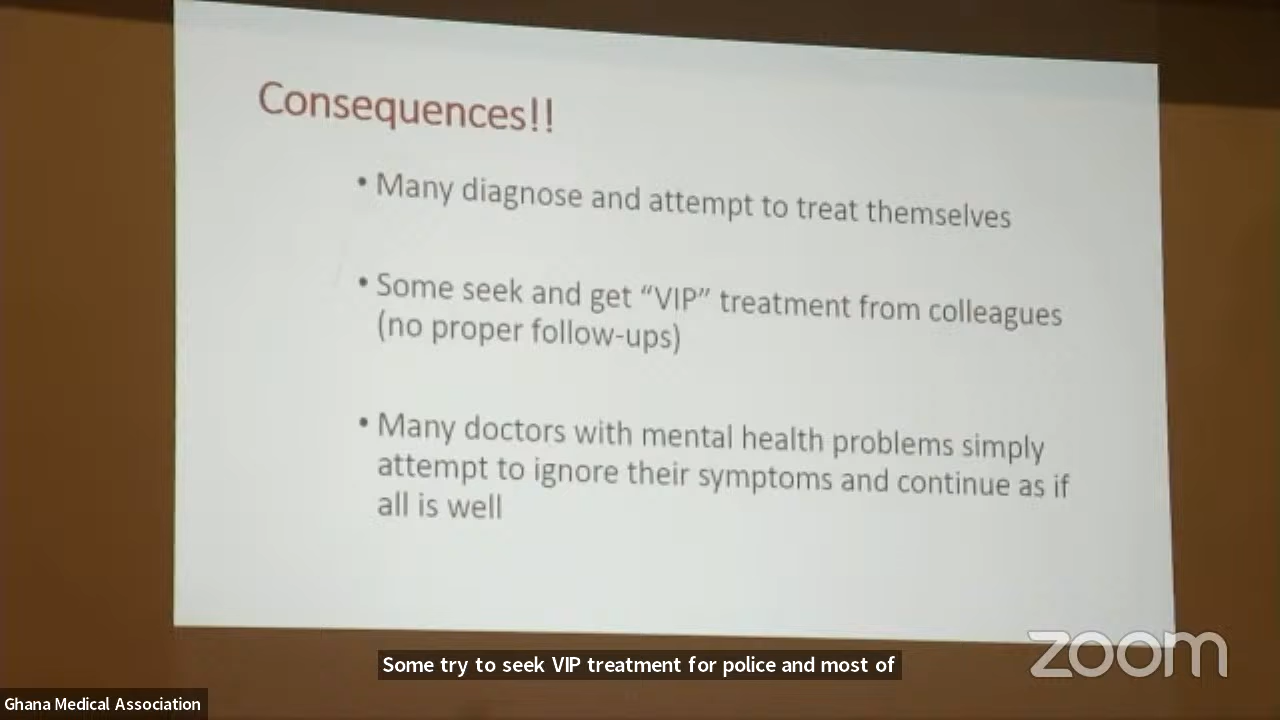 Consequences!!
• Many diagnose and attempt to treat themselves
• Some seek and get “VIP” treatment from colleagues
(no proper follow-ups)
• Many doctors with mental health problems simply
attempt to ignore their symptoms and continue as if
all is well
zoom
Some try to seek VIP treatment for police and most of
Ghana Medical Association